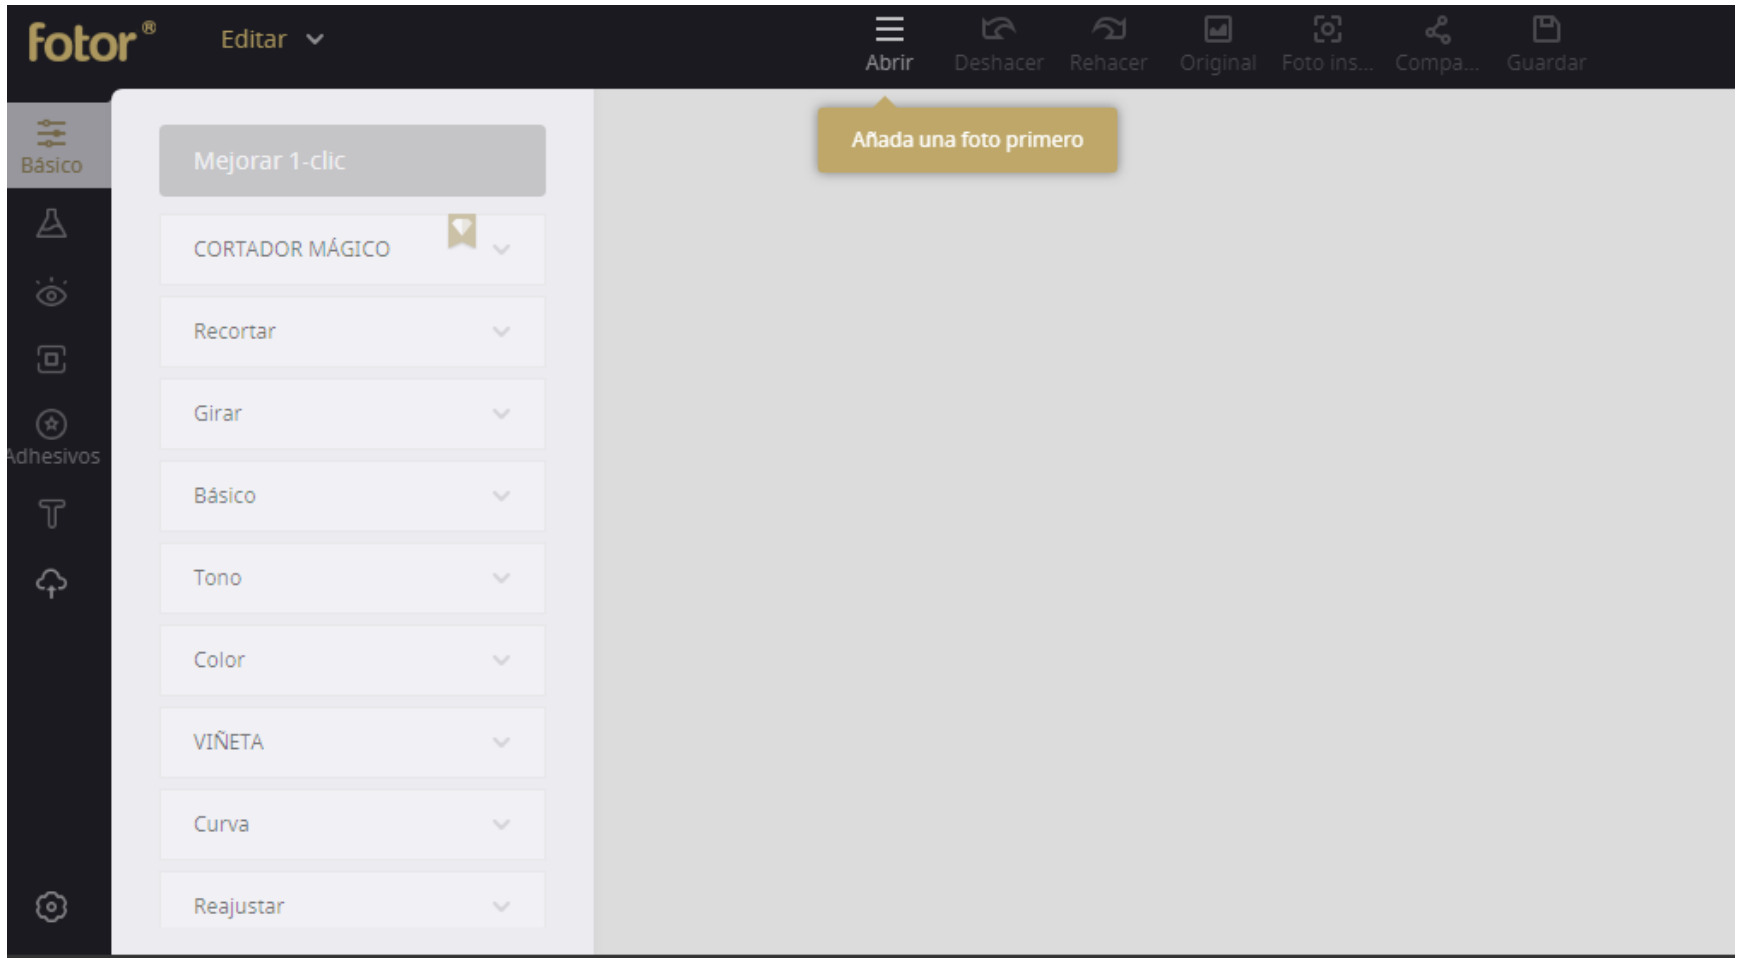 fotor®
Editar
Abrir
Deshacer
Rehacer
Original
Foto ins...
Compa...
Guardar
Añada una foto primero
Básico
Adhesivos
Mejorar 1-clic
CORTADOR MÁGICO
Recortar
Girar
Básico
Tono
Color
VIÑETA
Curva
Reajustar